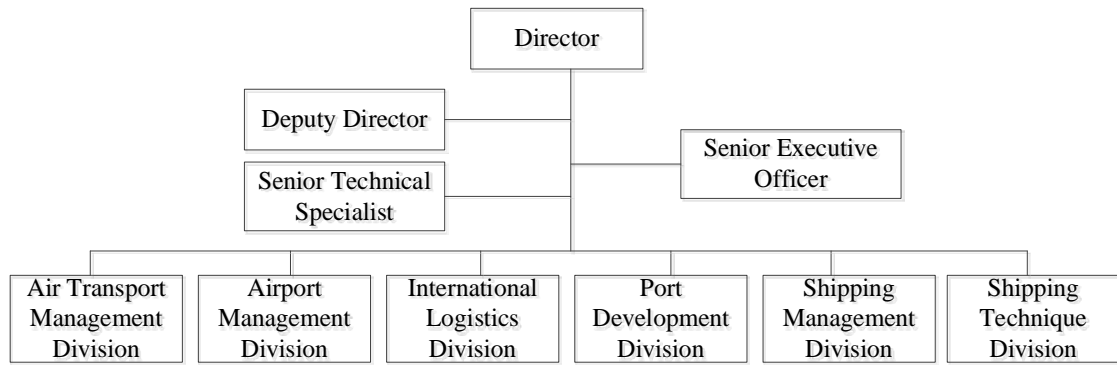 Director
Deputy Director
Senior Executive
Officer
Senior Technical
Specialist
Air Transport
Management
Division
Airport
Management
Division
International
Logistics
Division
Port
Development
Division
Shipping
Management
Division
Shipping
Technique
Division